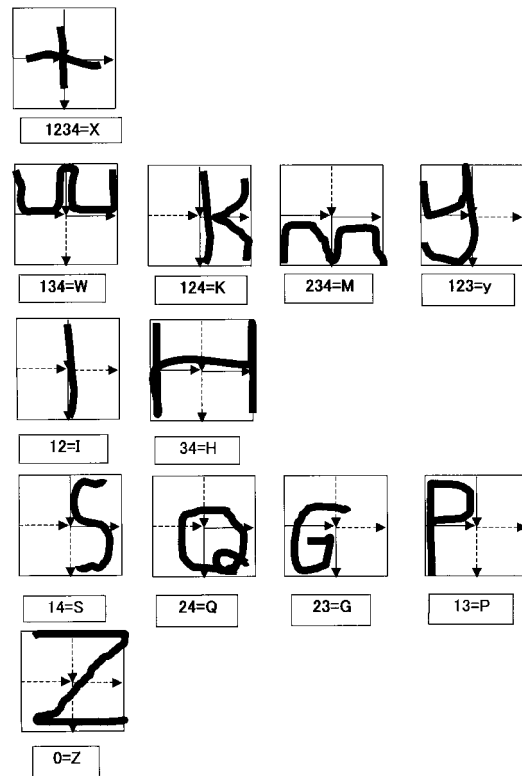 1234=X
W K M y
134=W 124=K 234=M 123=y
I H
12=I 34=H
S Q G P
14=S 24=Q 23=G 13=P
Z
0=Z